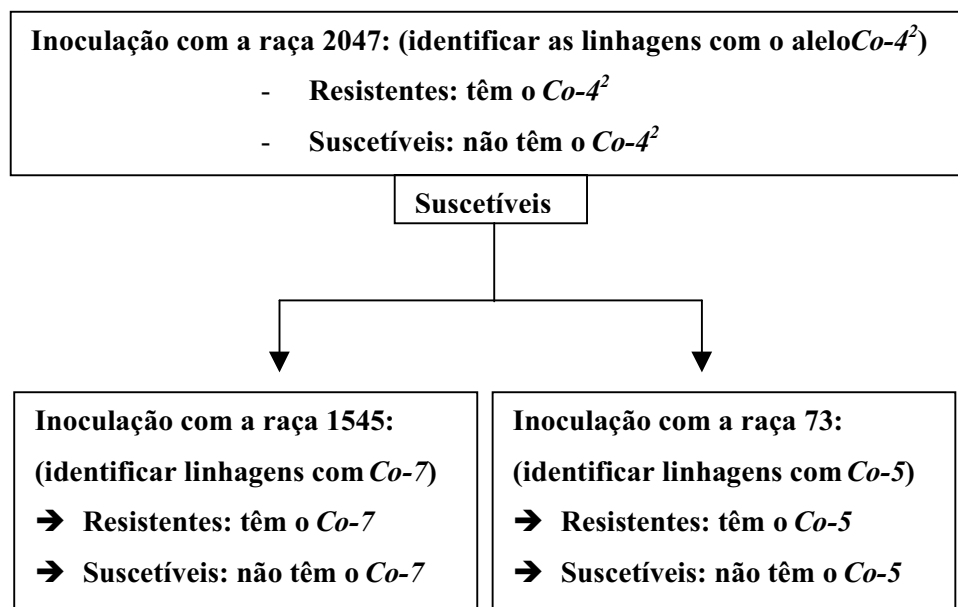 Inoculação com a raça 2047: (identificar as linhagens com o aleloCo-4²)
- Resistentes: têm o Co-4²
- Suscetíveis: não têm o Co-4²
Suscetíveis
Inoculação com a raça 1545:
(identificar linhagens com Co-7)
➔ Resistentes: têm o Co-7
➔ Suscetíveis: não têm o Co-7
Inoculação com a raça 73:
(identificar linhagens com Co-5)
➔ Resistentes: têm o Co-5
➔ Suscetíveis: não têm o Co-5